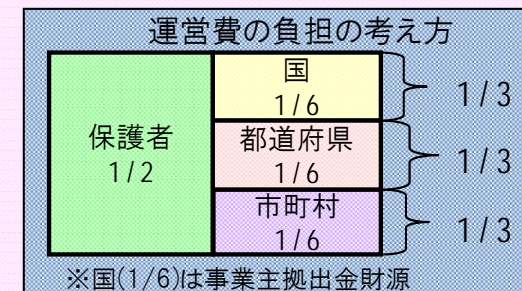 運営費の負担の考え方
保護者
1/2
国
1/6
都道府県
1/6
市町村
1/6
1/3
1/3
1/3
※国(1/6)は事業主拠出金財源